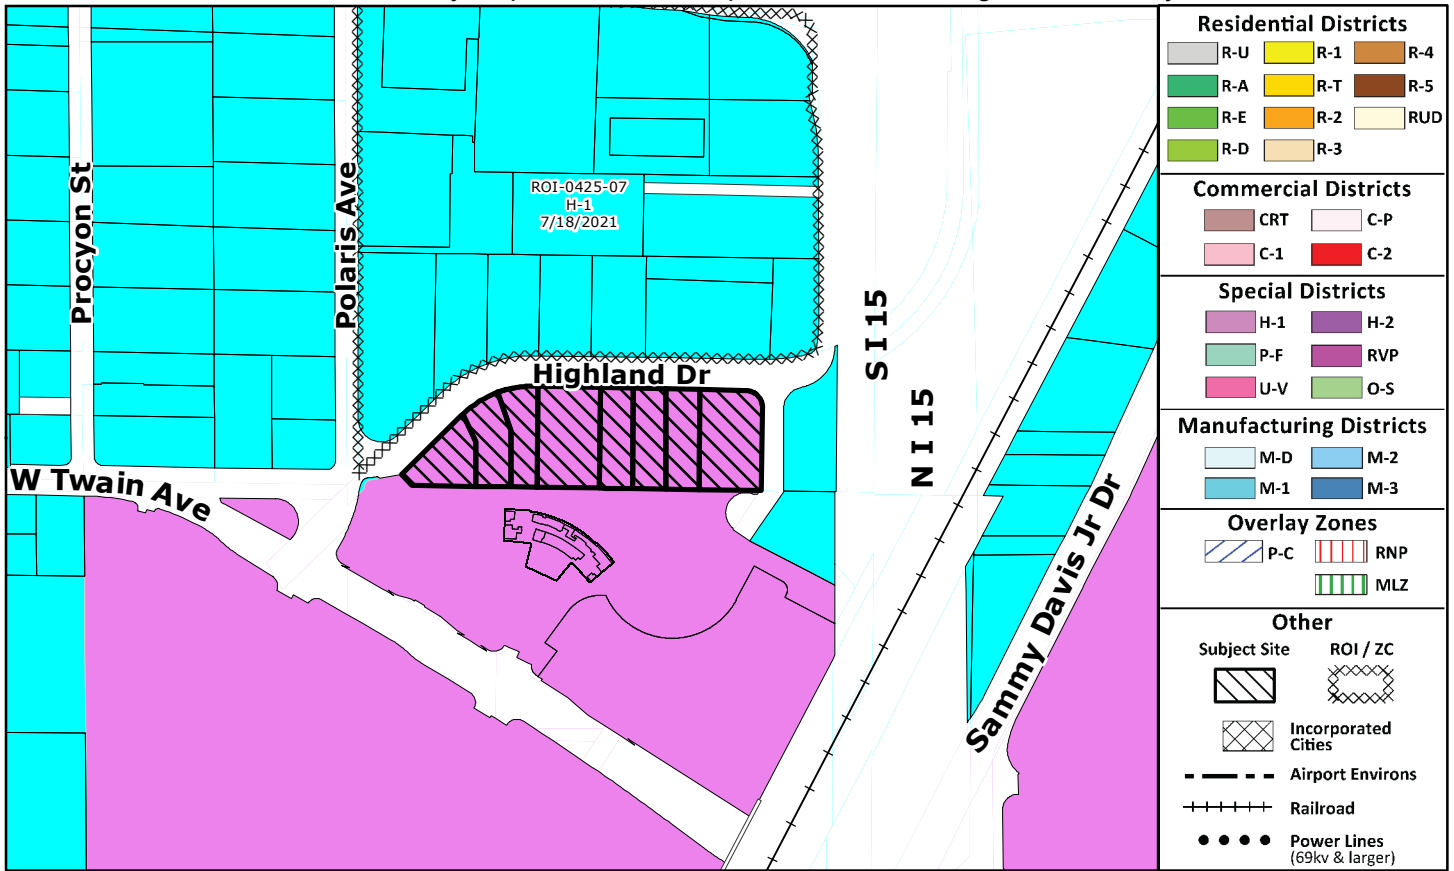 Procyon St
Polaris Ave
ROI-0425-07
H-1
7/18/2021
Highland Dr
S I 15
N I 15
W Twain Ave
Sammy Davis Jr Dr
Residential Districts
R-U R-1 R-4
R-A R-T R-5
R-E R-2 RUD
R-D R-3
Commercial Districts
CRT C-P
C-1 C-2
Special Districts
H-1 H-2
P-F RVP
U-V O-S
Manufacturing Districts
M-D M-2
M-1 M-3
Overlay Zones
P-C RNP
MLZ
Other
Subject Site ROI / ZC
Incorporated
Cities
Airport Environs
Railroad
Power Lines
(69kv & larger)